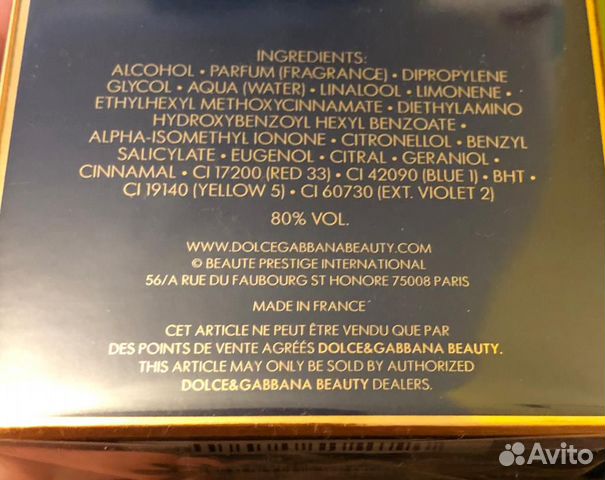 INGREDIENTS:
ALCOHOL • PARFUM (FRAGRANCE) • DIPROPYLENE
GLYCOL • AQUA (WATER) • LINALOOL • LIMONENE •
ETHYLHEXYL METHOXYCINNAMATE • DIETHYLAMINO
HYDROXYBENZOYL HEXYL BENZOATE •
ALPHA-ISOMETHYL IONONE • CITRONELLOL • BENZYL
SALICYLATE • EUGENOL • CITRAL • GERANIOL •
CINNAMAL • CI 17200 (RED 33) • CI 42090 (BLUE 1) • BHT •
CI 19140 (YELLOW 5) • CI 60730 (EXT. VIOLET 2)
80% VOL.
WWW.DOLCEGABBANABEAUTY.COM
© BEAUTE PRESTIGE INTERNATIONAL
56/A RUE DU FAUBOURG ST HONORE 75008 PARIS
MADE IN FRANCE
CET ARTICLE NE PEUT ÊTRE VENDU QUE PAR
DES POINTS DE VENTE AGRÉÉS DOLCE&GABBANA BEAUTY.
THIS ARTICLE MAY ONLY BE SOLD BY AUTHORIZED
DOLCE&GABBANA BEAUTY DEALERS.
Avito